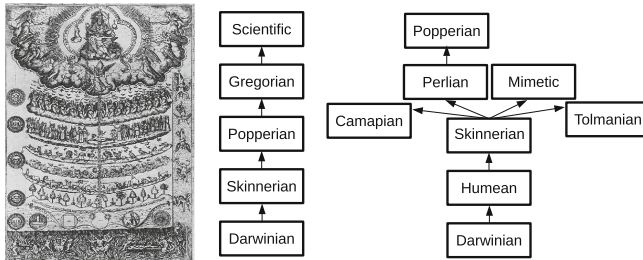 Scientific
Gregorian
Popperian
Skinnerian
Darwinian
Popperian
Perlian
Mimetic
Camapian
Skinnerian
Tolmanian
Humean
Darwinian